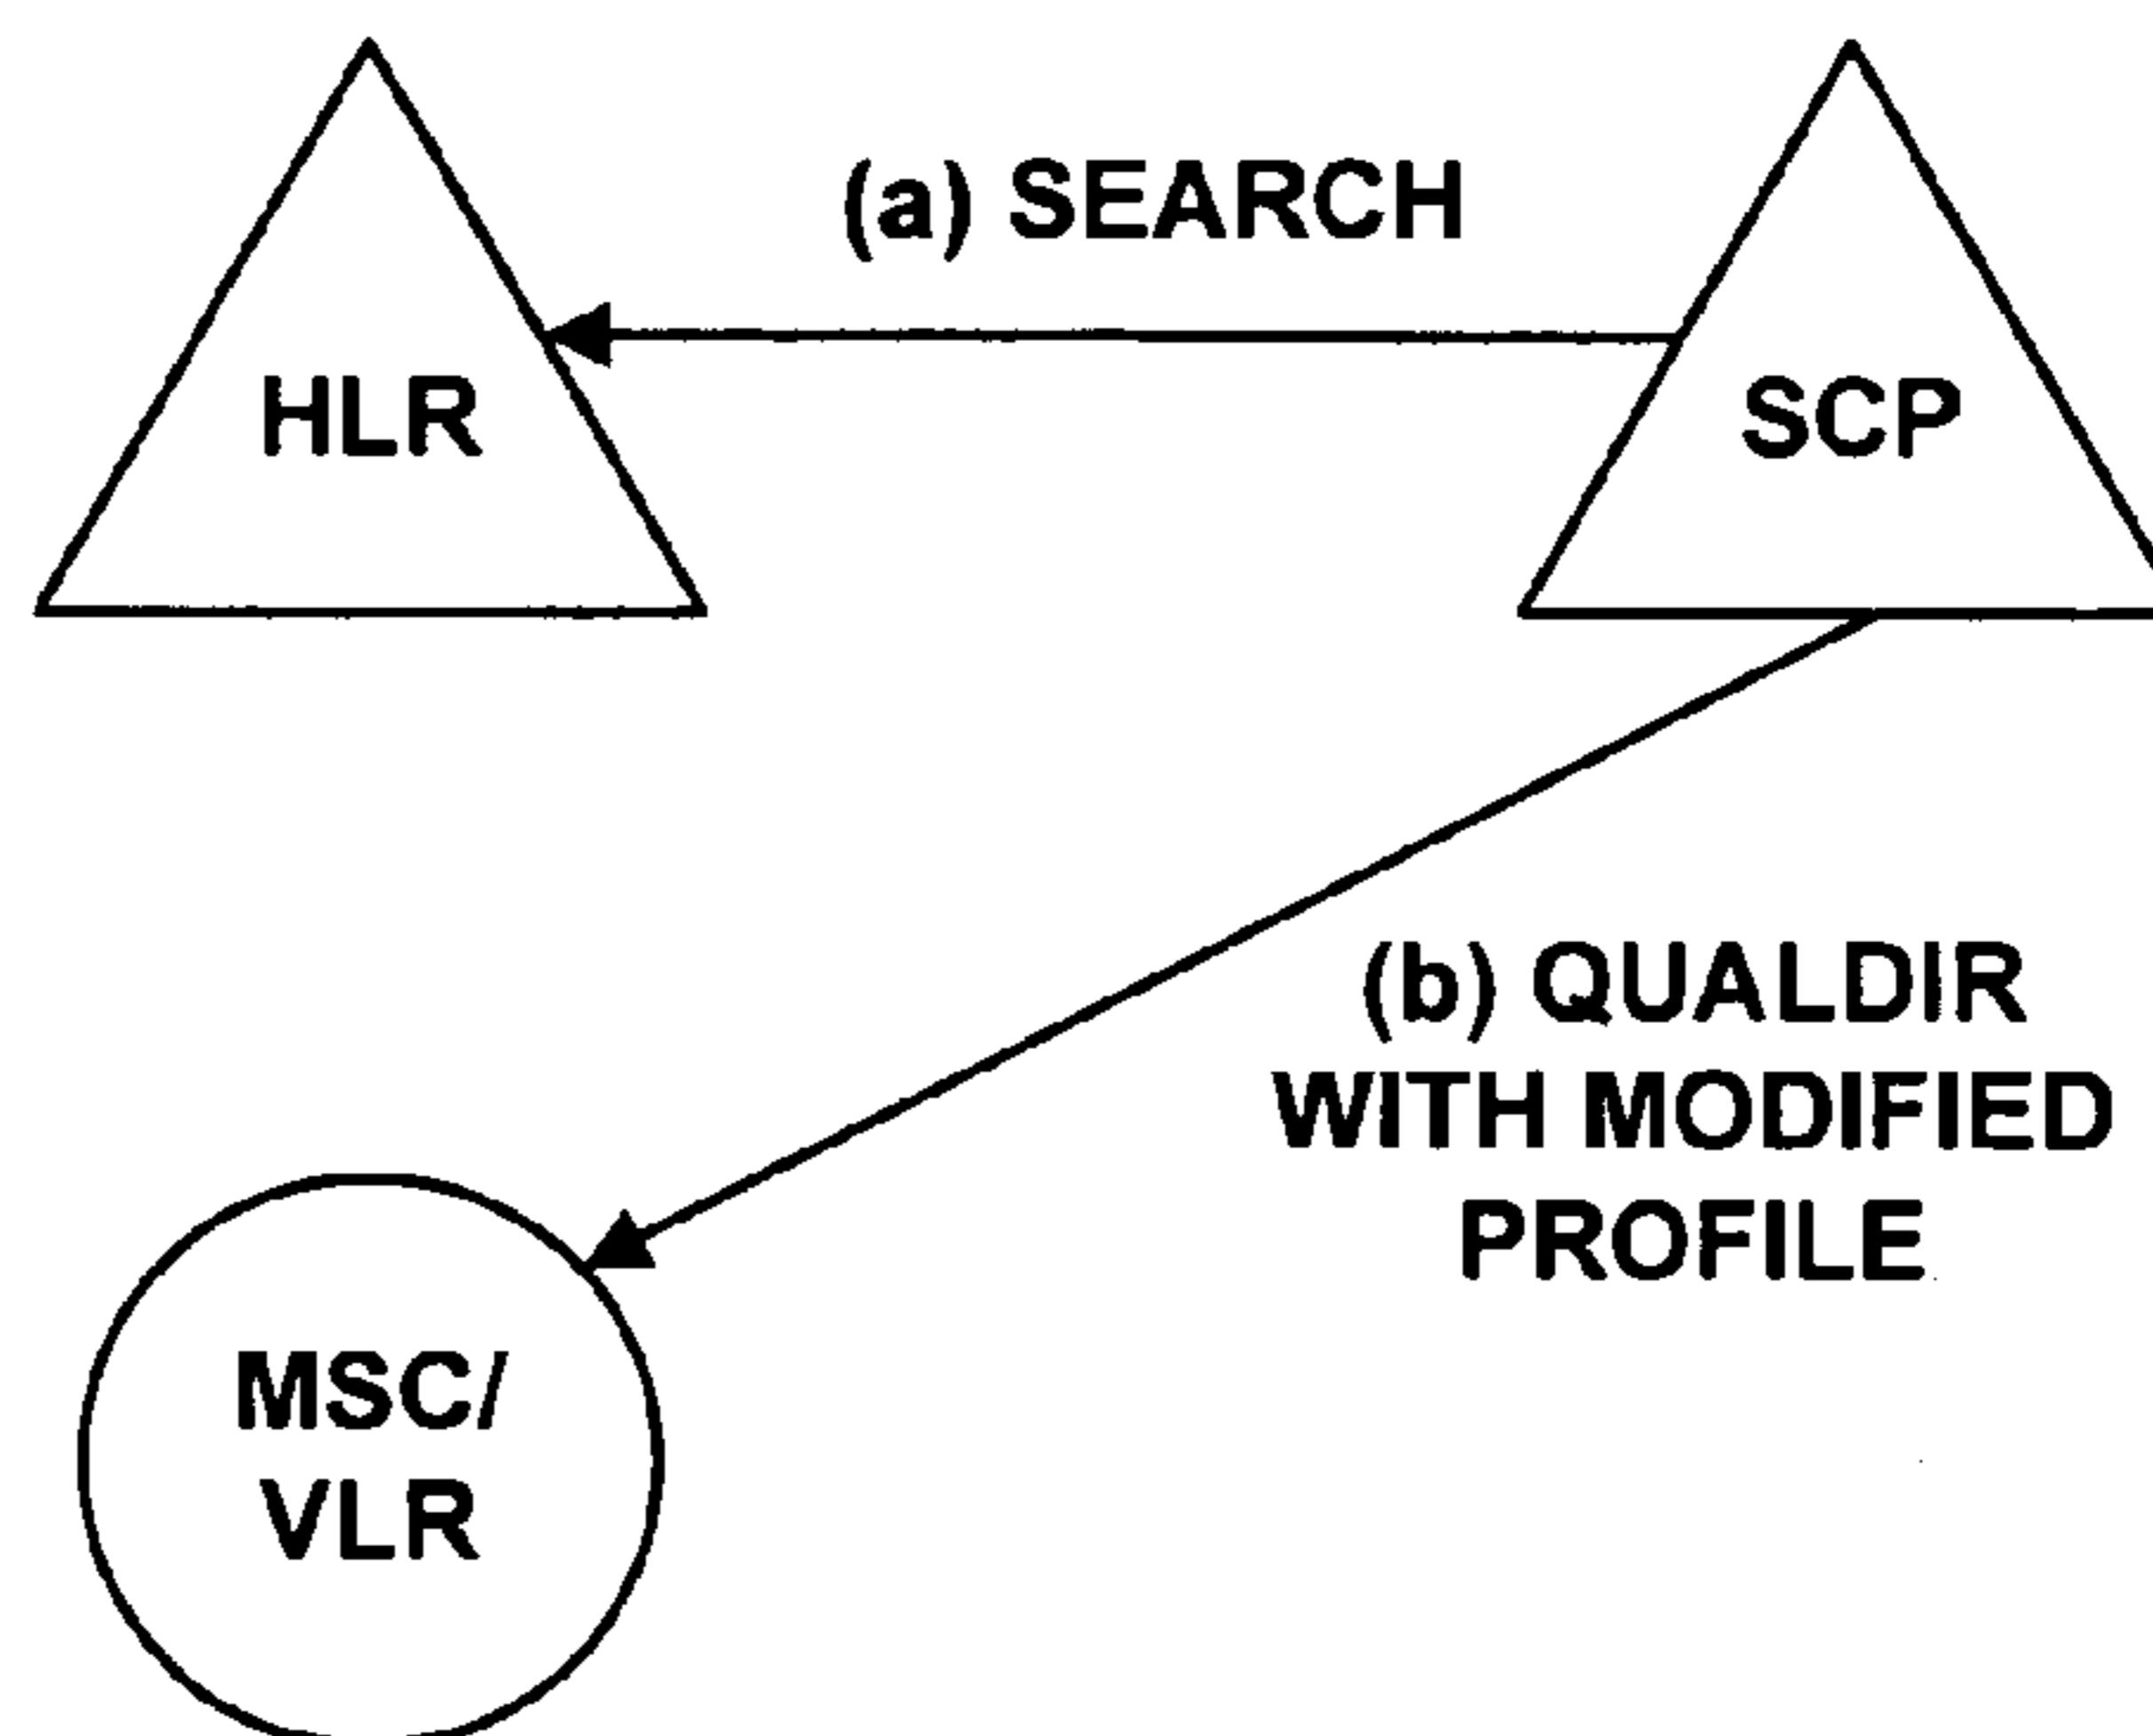 (a) SEARCH
HLR
SCP
(b) QUALDIR
WITH MODIFIED
PROFILE
MSC/
VLR